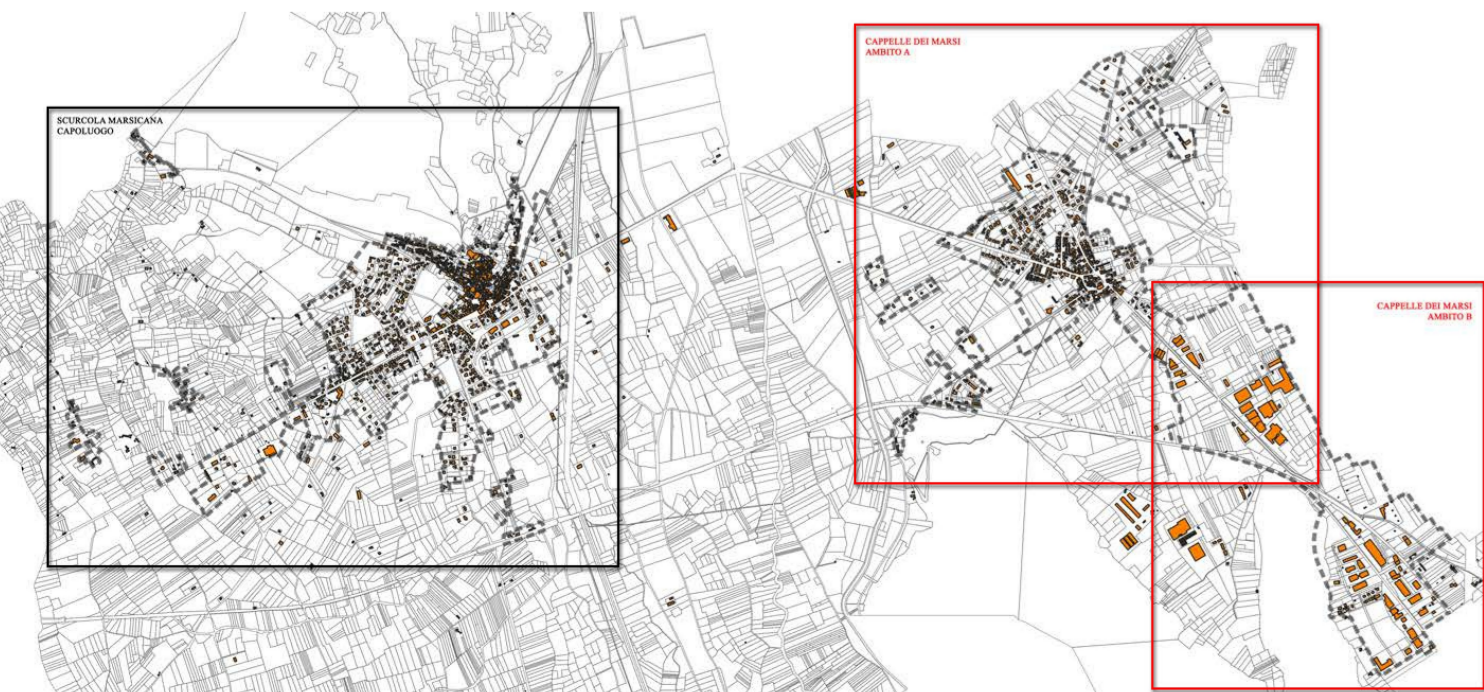 SCURCOLA MARSICANA
CAPOLUOGO
CAPPELLE DEI MARSI
AMBITO A
CAPPELLE DEI MARSI
AMBITO B